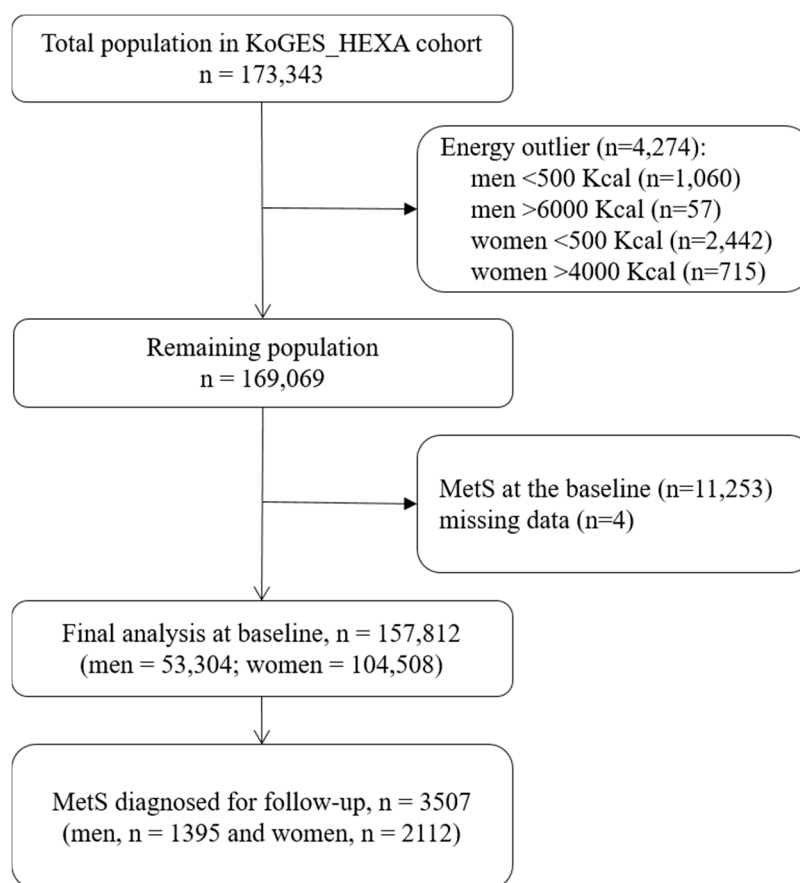 Total population in KoGES_HEXA cohort
n = 173,343
Energy outlier (n=4,274):
men <500 Kcal (n=1,060)
men >6000 Kcal (n=57)
women <500 Kcal (n=2,442)
women >4000 Kcal (n=715)
Remaining population
n = 169,069
MetS at the baseline (n=11,253)
missing data (n=4)
Final analysis at baseline, n = 157,812
(men = 53,304; women = 104,508)
MetS diagnosed for follow-up, n = 3507
(men, n = 1395 and women, n = 2112)